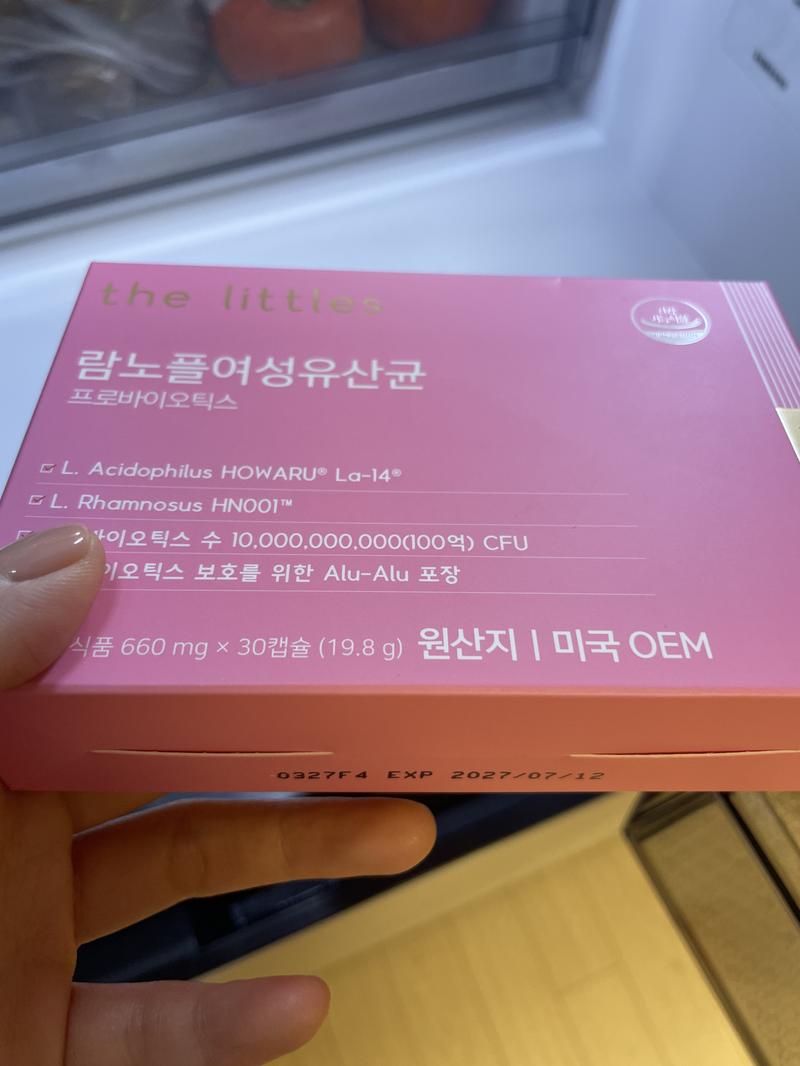 the littles
람노플여성유산균
프로바이오틱스
L. Acidophilus HOWARU® La-14®
L. Rhamnosus HN001™
바이오틱스 수 10,000,000,000(100억) CFU
이오틱스 보호를 위한 Alu-Alu 포장
식품 660 mg × 30캡슐 (19.8 g) 원산지 | 미국 OEM
0327F4 EXP 2027/07/12